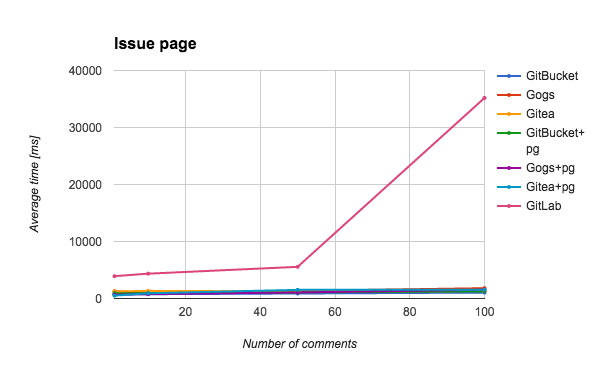 Issue page
40000
30000
20000
10000
0
20
40
60
80
100
Average time [ms]
Number of comments
GitBucket
Gogs
Gitea
GitBucket+
pg
Gogs+pg
Gitea+pg
GitLab